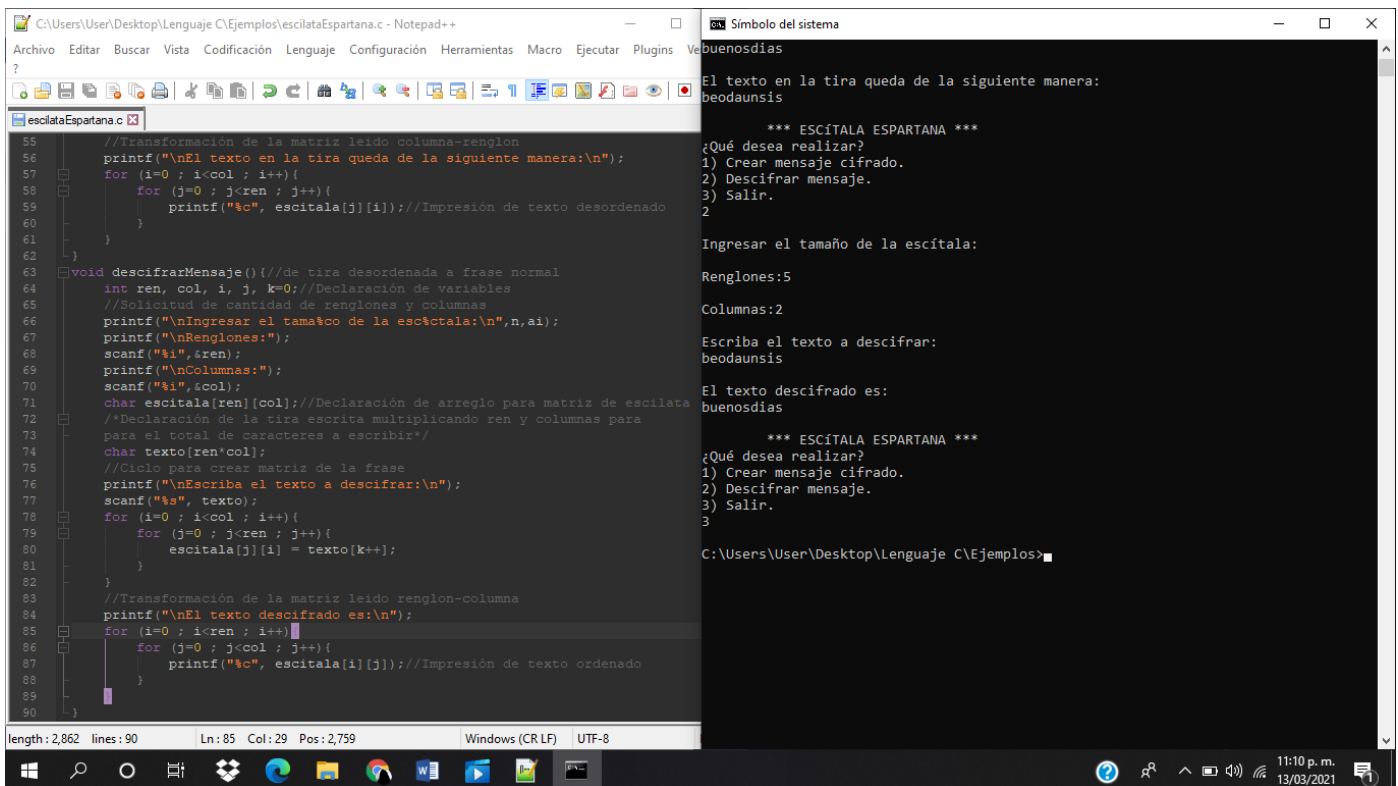 C:\Users\User\Desktop\Lenguaje C\Ejemplos\escilataEspartana.c - Notepad++
Archivo Editar Buscar Vista Codificación Lenguaje Configuración Herramientas Macro Ejecutar Plugins Ve
?
escilataEspartana.c
55 //Transformación de la matriz leido columna-renglon
56 printf("\nEl texto en la tira queda de la siguiente manera:\n");
57 for (i=0 ; i<col ; i++){
58 for (j=0 ; j<ren ; j++){
59 printf("%c", escitala[j][i]);//Impresión de texto desordenado
60 }
61 }
62 }
63 void descifrarMensaje(){//de tira desordenada a frase normal
64 int ren, col, i, j, k=0;//Declaración de variables
65 //Solicitud de cantidad de renglones y columnas
66 printf("\nIngresar el tama%co de la esc%ctala:\n",n,ai);
67 printf("\nRenglones:");
68 scanf("%i",&ren);
69 printf("\nColumnas:");
70 scanf("%i",&col);
71 char escitala[ren][col];//Declaración de arreglo para matriz de escilata
72 /*Declaración de la tira escrita multiplicando ren y columnas para
73 para el total de caracteres a escribir*/
74 char texto[ren*col];
75 //Ciclo para crear matriz de la frase
76 printf("\nEscriba el texto a descifrar:\n");
77 scanf("%s", texto);
78 for (i=0 ; i<col ; i++){
79 for (j=0 ; j<ren ; j++){
80 escitala[j][i] = texto[k++];
81 }
82 }
83 //Transformación de la matriz leido renglon-columna
84 printf("\nEl texto descifrado es:\n");
85 for (i=0 ; i<ren ; i++){
86 for (j=0 ; j<col ; j++){
87 printf("%c", escitala[i][j]);//Impresión de texto ordenado
88 }
89 }
90 }
length : 2,862 lines : 90 Ln : 85 Col : 29 Pos : 2,759 Windows (CR LF) UTF-8
Símbolo del sistema
buenosdias
El texto en la tira queda de la siguiente manera:
beodaunsis
*** ESCíTALA ESPARTANA ***
¿Qué desea realizar?
1) Crear mensaje cifrado.
2) Descifrar mensaje.
3) Salir.
2
Ingresar el tamaño de la escítala:
Renglones:5
Columnas:2
Escriba el texto a descifrar:
beodaunsis
El texto descifrado es:
buenosdias
*** ESCíTALA ESPARTANA ***
¿Qué desea realizar?
1) Crear mensaje cifrado.
2) Descifrar mensaje.
3) Salir.
3
C:\Users\User\Desktop\Lenguaje C\Ejemplos>
11:10 p. m.
13/03/2021